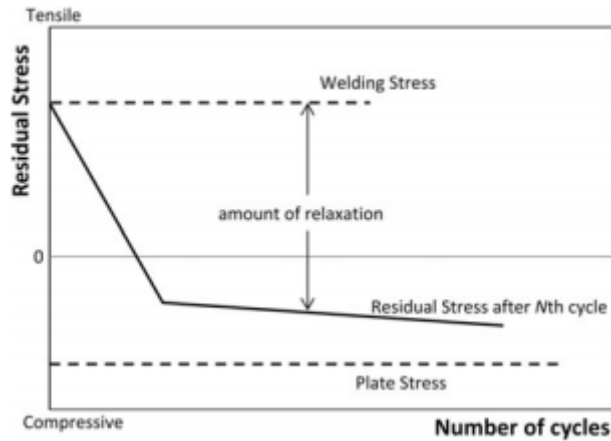 Tensile
Residual Stress
Welding Stress
amount of relaxation
0
Residual Stress after Nth cycle
Plate Stress
Compressive
Number of cycles